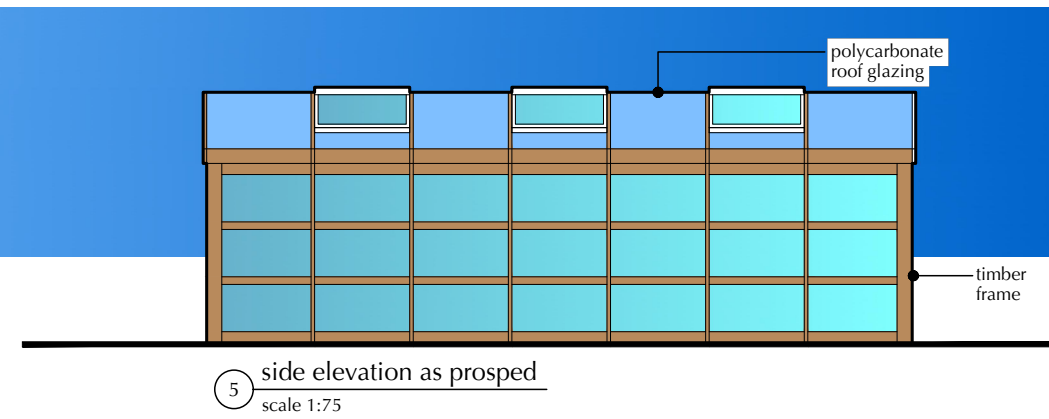 polycarbonate
roof glazing
timber
frame
5
side elevation as prosped
scale 1:75